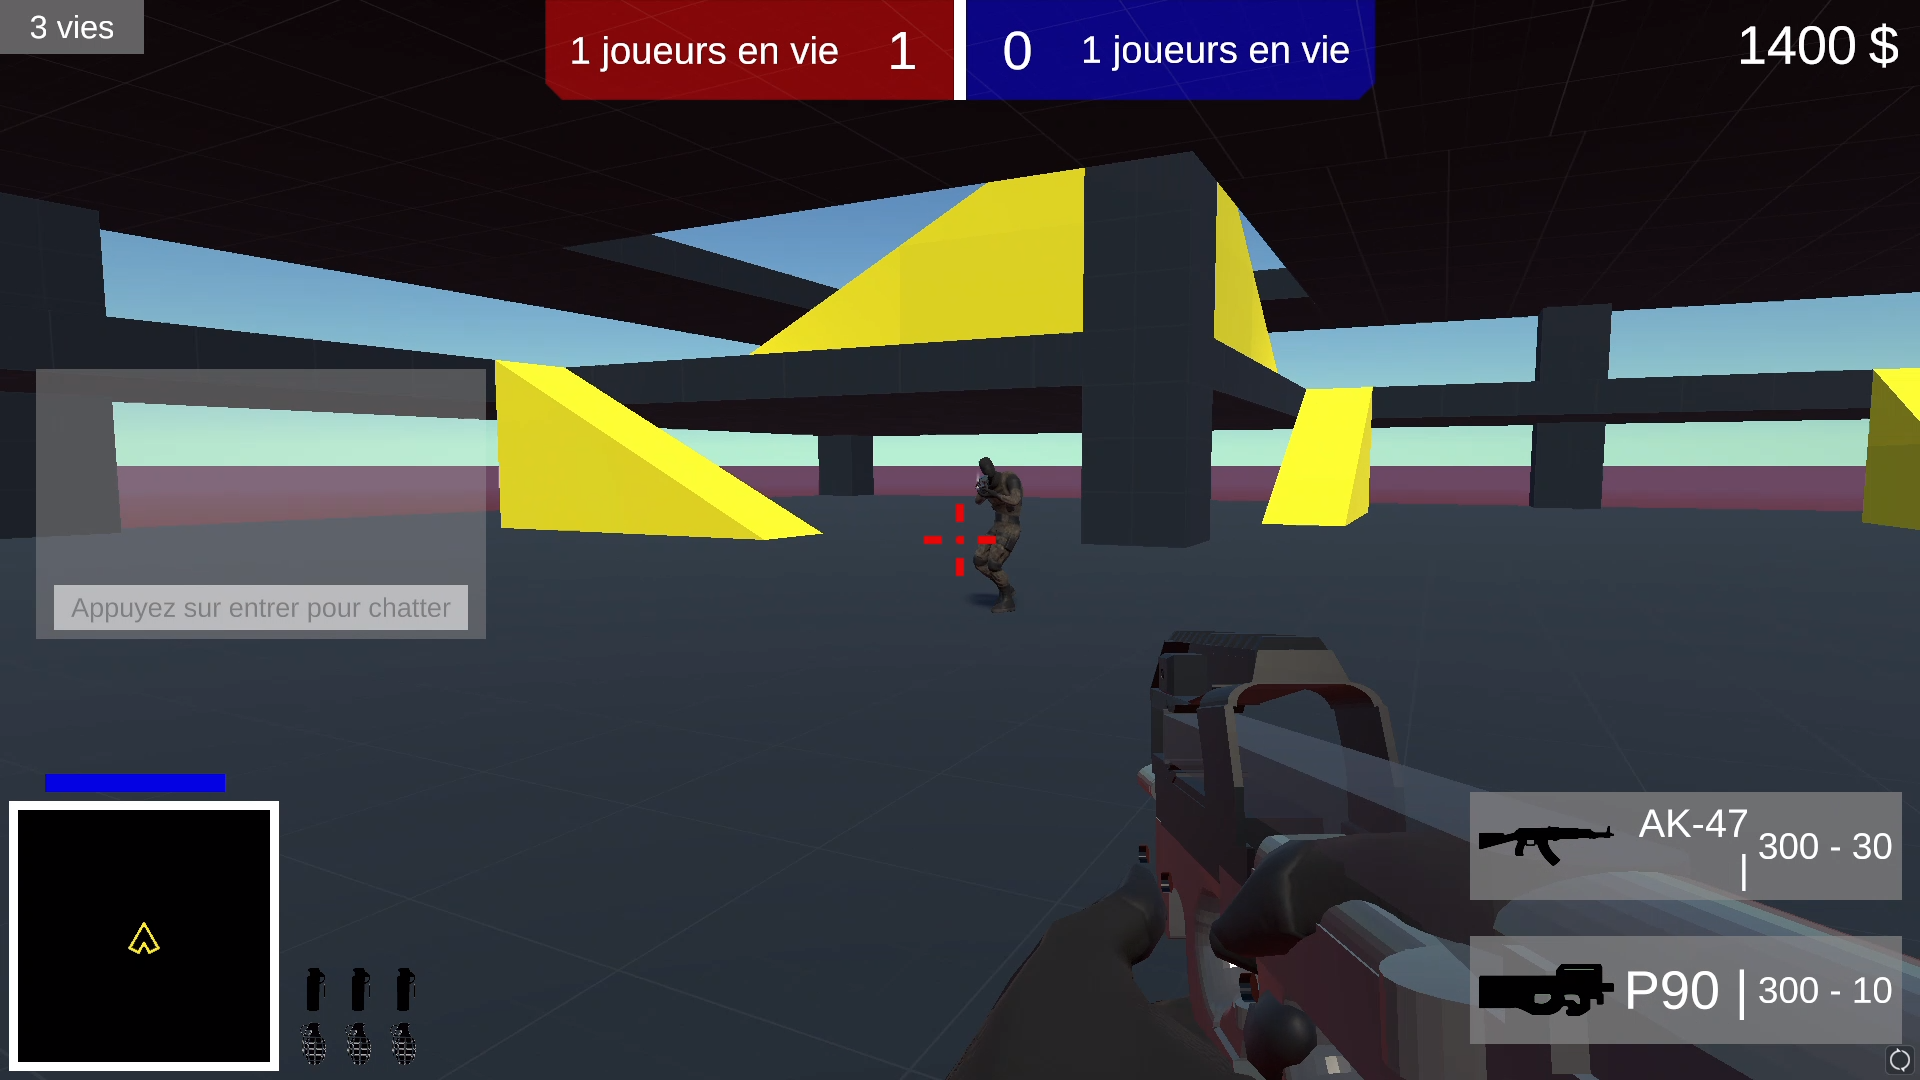 3 vies
1 joueurs en vie 1
0 1 joueurs en vie
1400 $
Appuyez sur entrer pour chatter
AK-47
| 300 - 30
P90 | 300 - 10